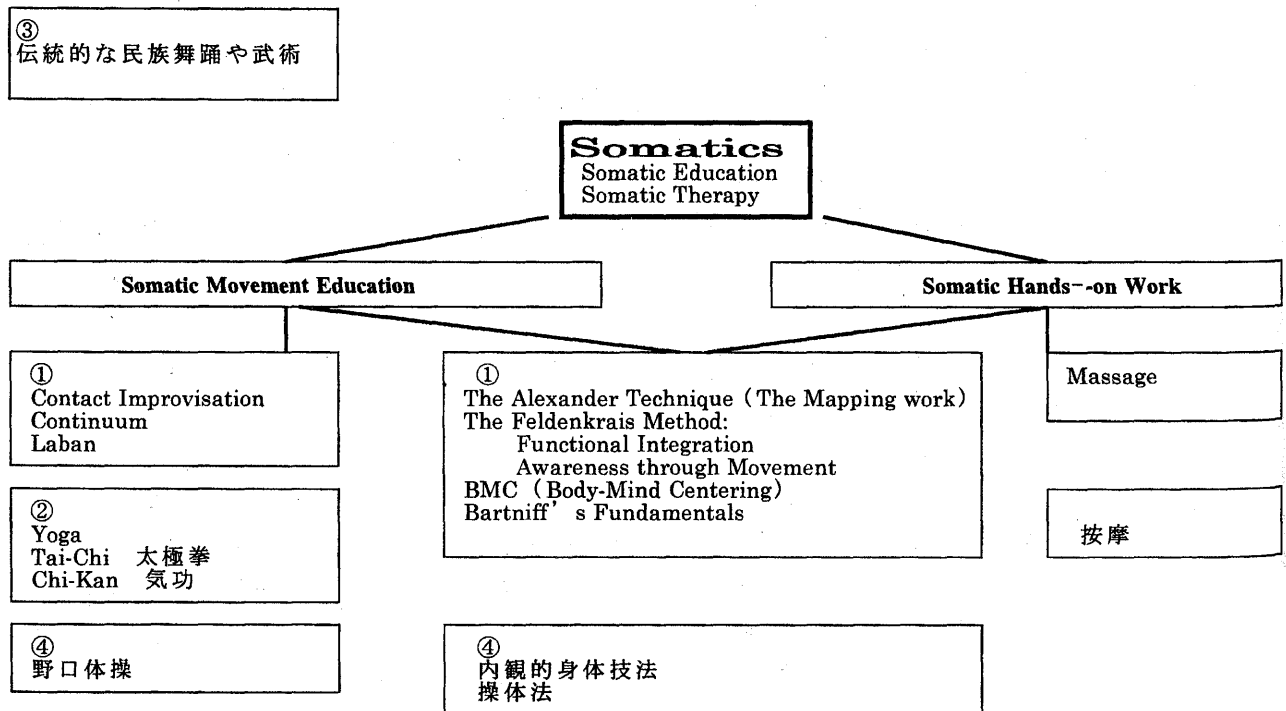 ③
伝統的な民族舞踊や武術
Somatics
Somatic Education
Somatic Therapy
Somatic Movement Education
Somatic Hands--on Work
①
Contact Improvisation
Continuum
Laban
①
The Alexander Technique (The Mapping work)
The Feldenkrais Method:
Functional Integration
Awareness through Movement
BMC (Body-Mind Centering)
Bartniff's Fundamentals
Massage
②
Yoga
Tai-Chi 太極拳
Chi-Kan 気功
按摩
④
野口体操
④
内観的身体技法
操体法